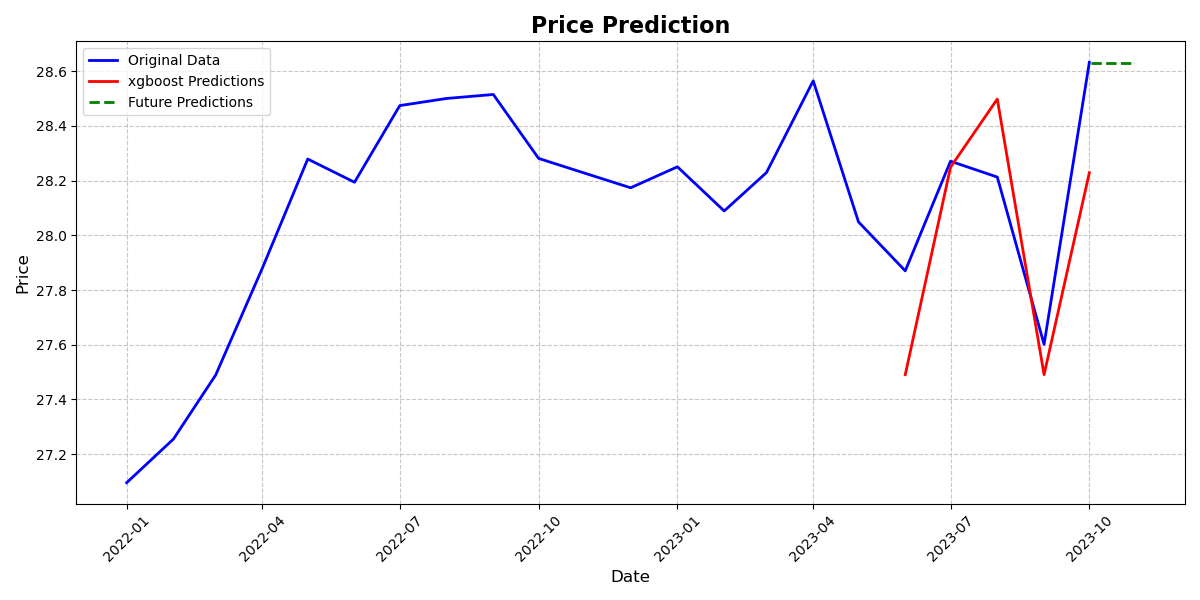 Price Prediction
Original Data
xgboost Predictions
Future Predictions
28.6
28.4
28.2
28.0
27.8
27.6
27.4
27.2
Price
2022-01
2022-04
2022-07
2022-10
2023-01
2023-04
2023-07
2023-10
Date